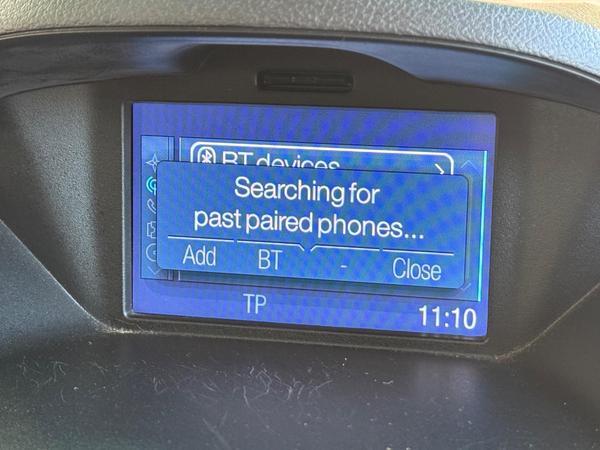 BT devices
Searching for
past paired phones...
Add BT - Close
TP 11:10